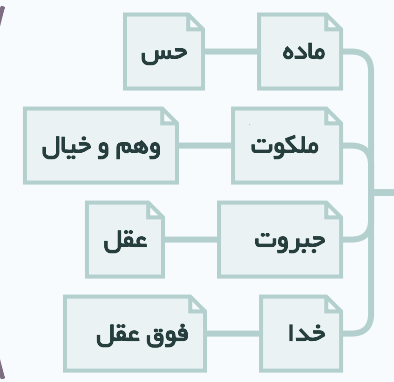 ماده
حس
ملکوت
وهم و خیال
جبروت
عقل
خدا
فوق عقل